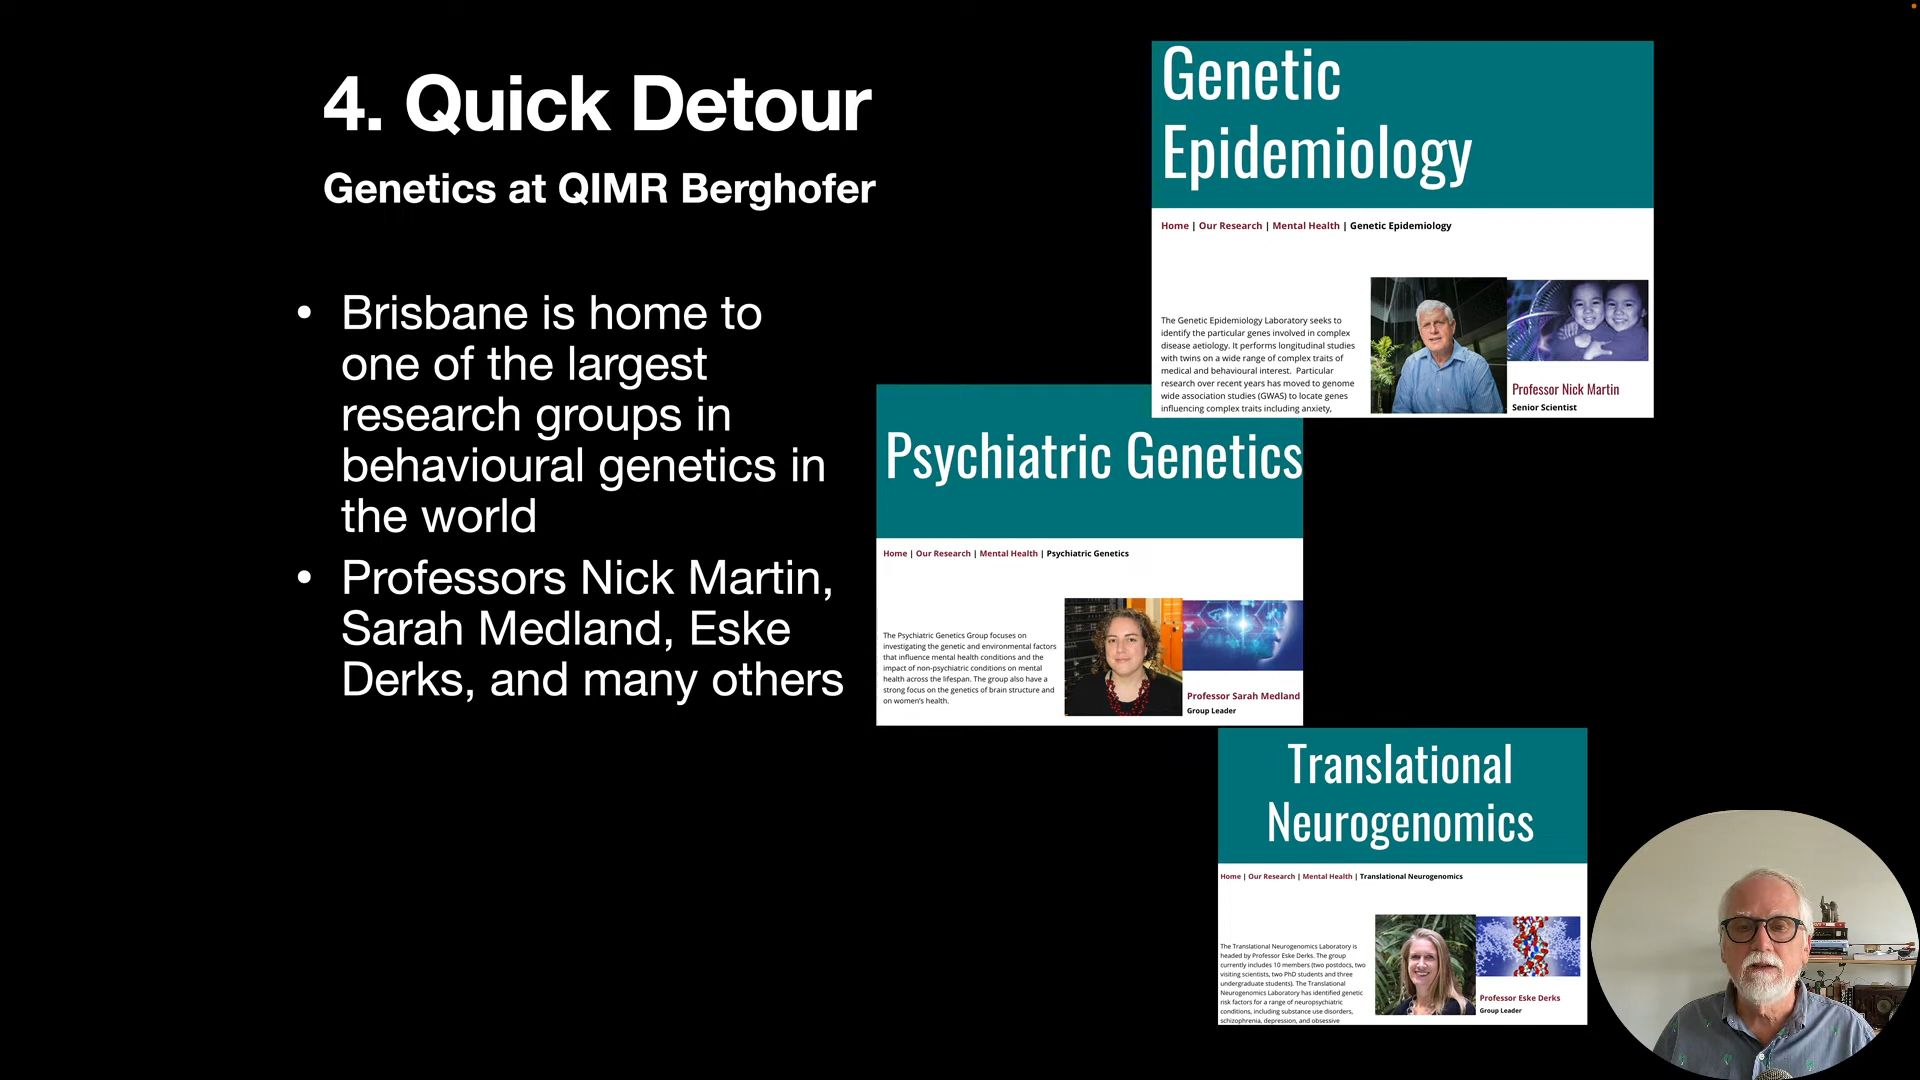 4. Quick Detour
Genetics at QIMR Berghofer
• Brisbane is home to
one of the largest
research groups in
behavioural genetics in
the world
• Professors Nick Martin,
Sarah Medland, Eske
Derks, and many others
Genetic
Epidemiology
Home | Our Research | Mental Health | Genetic Epidemiology
The Genetic Epidemiology Laboratory seeks to
identify the particular genes involved in complex
disease aetiology. It performs longitudinal studies
with twins on a wide range of complex traits of
medical and behavioural interest. Particular
research over recent years has moved to genome
wide association studies (GWAS) to locate genes
influencing complex traits including anxiety,
Professor Nick Martin
Senior Scientist
Psychiatric Genetics
Home | Our Research | Mental Health | Psychiatric Genetics
The Psychiatric Genetics Group focuses on
investigating the genetic and environmental factors
that influence mental health conditions and the
impact of non-psychiatric conditions on mental
health across the lifespan. The group also have a
strong focus on the genetics of brain structure and
on women's health.
Professor Sarah Medland
Group Leader
Translational
Neurogenomics
Home | Our Research | Mental Health | Translational Neurogenomics
The Translational Neurogenomics Laboratory is
headed by Professor Eske Derks. The group
currently includes 10 members (two postdocs, two
visiting scientists, two PhD students and three
undergraduate students). The Translational
Neurogenomics Laboratory has identified genetic
risk factors for a range of neuropsychiatric
conditions, including substance use disorders,
schizophrenia, depression, and obsessive
Professor Eske Derks
Group Leader